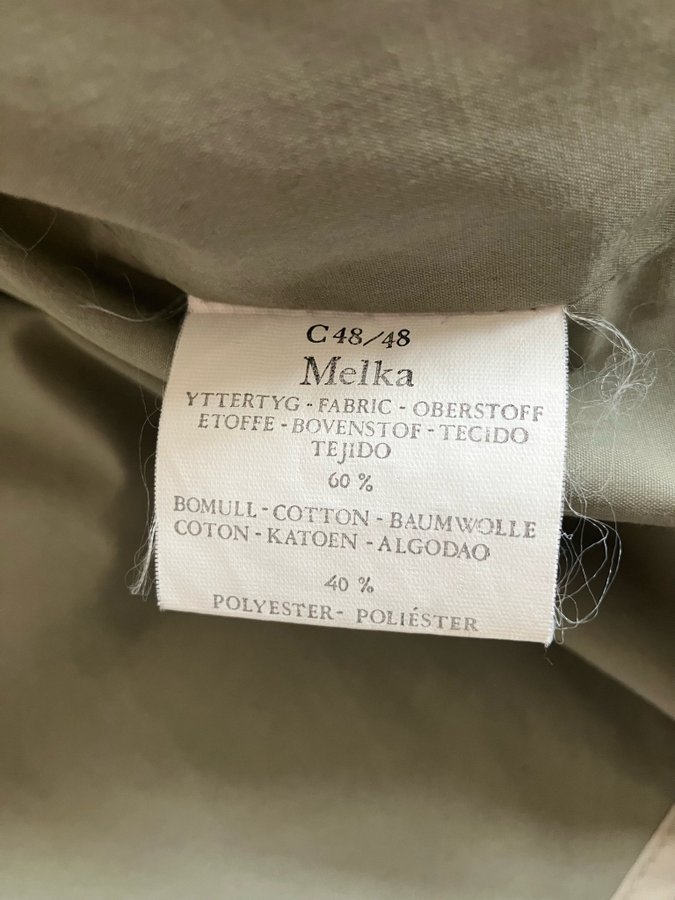 C 48/48
Melka
YTTERTYG - FABRIC - OBERSTOFF
ETOFFE - BOVENSTOF - TECIDO
TEJIDO
60 %
BOMULL - COTTON - BAUMWOLLE
COTON - KATOEN - ALGODAO
40 %
POLYESTER- POLIÉSTER